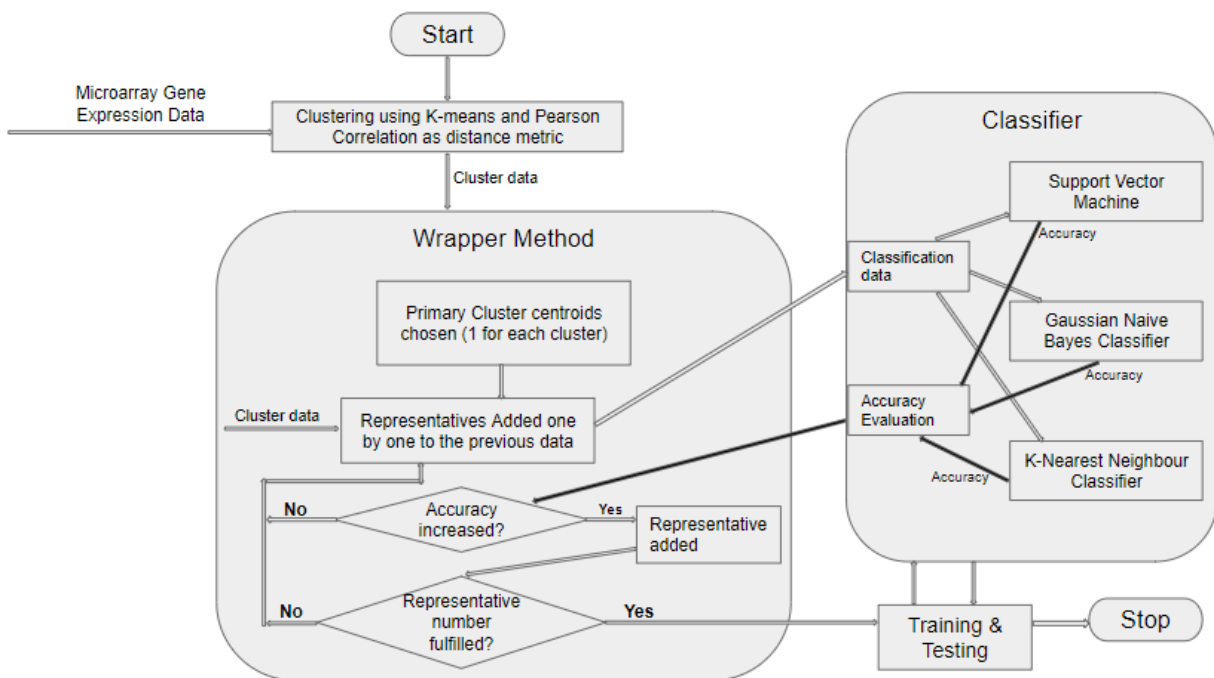 Start
Microarray Gene
Expression Data
Clustering using K-means and Pearson
Correlation as distance metric
Cluster data
Wrapper Method
Primary Cluster centroids
chosen (1 for each cluster)
Cluster data
Representatives Added one
by one to the previous data
No
Accuracy
increased?
Yes
Representative
added
No
Representative
number
fulfilled?
Yes
Classifier
Support Vector
Machine
Accuracy
Classification
data
Gaussian Naive
Bayes Classifier
Accuracy
Accuracy
Evaluation
K-Nearest Neighbour
Classifier
Accuracy
Training &
Testing
Stop